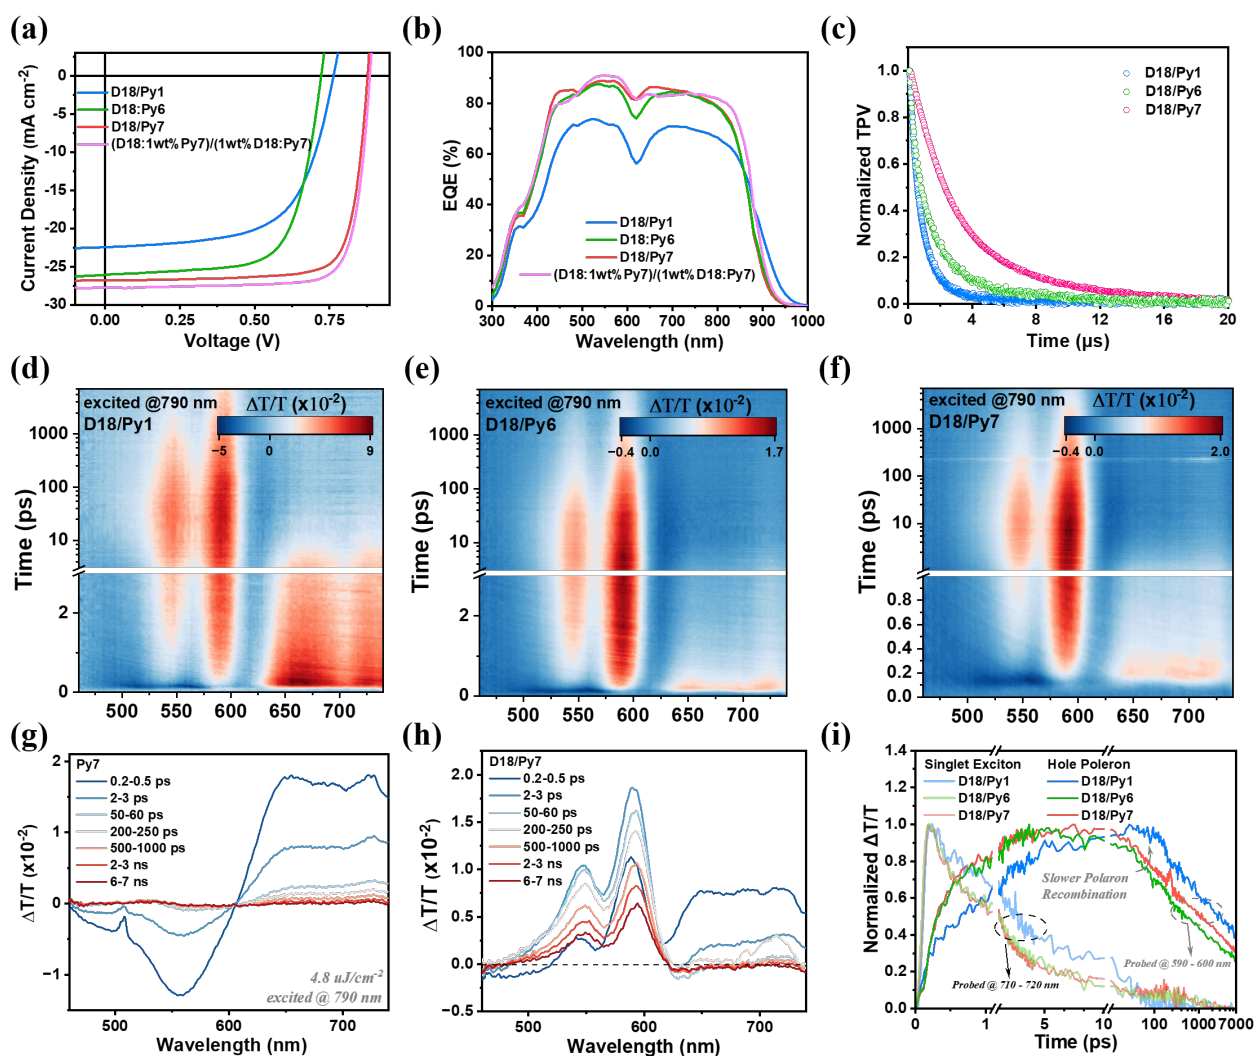 (a)
0
-5
-10
-15
-20
-25
-30
0.00
0.25
0.50
0.75
Current Density (mA cm-2)
Voltage (V)
D18/Py1
D18:Py6
D18/Py7
(D18:1wt% Py7)/(1wt% D18:Py7)
(b)
100
80
60
40
20
0
300
400
500
600
700
800
900
1000
EQE (%)
Wavelength (nm)
D18/Py1
D18:Py6
D18/Py7
(D18:1wt% Py7)/(1wt% D18:Py7)
(c)
1.0
0.8
0.6
0.4
0.2
0.0
0
4
8
12
16
20
Normalized TPV
Time (μs)
D18/Py1
D18/Py6
D18/Py7
(d)
excited @790 nm
D18/Py1
ΔT/T (x10-2)
−5
0
9
1000
100
10
2
0
500
550
600
650
700
Time (ps)
(e)
excited @790 nm
D18/Py6
ΔT/T (x10-2)
−0.4
0.0
1.7
1000
100
10
2
0
500
550
600
650
700
Time (ps)
(f)
excited @790 nm
D18/Py7
ΔT/T (x10-2)
−0.4
0.0
2.0
1000
100
10
0.8
0.6
0.4
0.2
0.0
500
550
600
650
700
Time (ps)
(g)
2
1
0
−1
500
550
600
650
700
ΔT/T (x10-2)
Wavelength (nm)
Py7
0.2-0.5 ps
2-3 ps
50-60 ps
200-250 ps
500-1000 ps
2-3 ns
6-7 ns
4.8 uJ/cm-2
excited @ 790 nm
(h)
2.0
1.5
1.0
0.5
0.0
−0.5
500
600
700
ΔT/T (x10-2)
Wavelength (nm)
D18/Py7
0.2-0.5 ps
2-3 ps
50-60 ps
200-250 ps
500-1000 ps
2-3 ns
6-7 ns
(i)
1.4
1.2
1.0
0.8
0.6
0.4
0.2
0.0
0
1
5
10
100
1000
7000
Normalized ΔT/T
Time (ps)
Singlet Exciton
D18/Py1
D18/Py6
D18/Py7
Hole Poleron
D18/Py1
D18/Py6
D18/Py7
Slower Polaron
Recombination
Probed @ 590 - 600 nm
Probed @ 710 - 720 nm